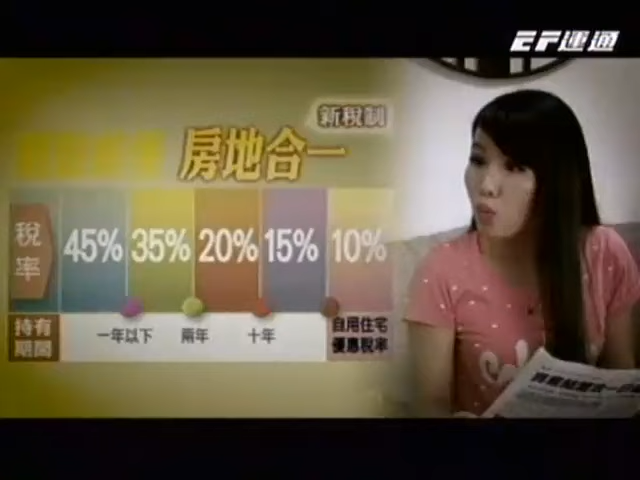 EF運通
新稅制
房地合一
稅率
45% 35% 20% 15% 10%
持有期間
一年以下
兩年
十年
自用住宅
優惠稅率